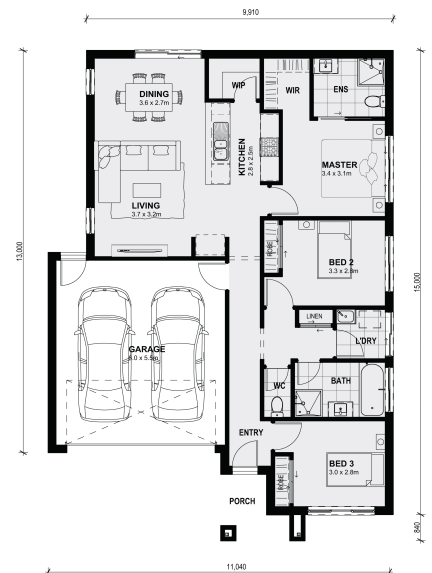 9,910
DINING
3.6 x 2.7m
WIP
WIR
ENS
KITCHEN
2.8 x 2.5m
MASTER
3.4 x 3.1m
LIVING
3.7 x 3.2m
13,000
15,000
ROBE
BED 2
3.3 x 2.8m
LINEN
L'DRY
GARAGE
6.0 x 5.5m
WC
BATH
ENTRY
BED 3
3.0 x 2.8m
ROBE
PORCH
840
11,040